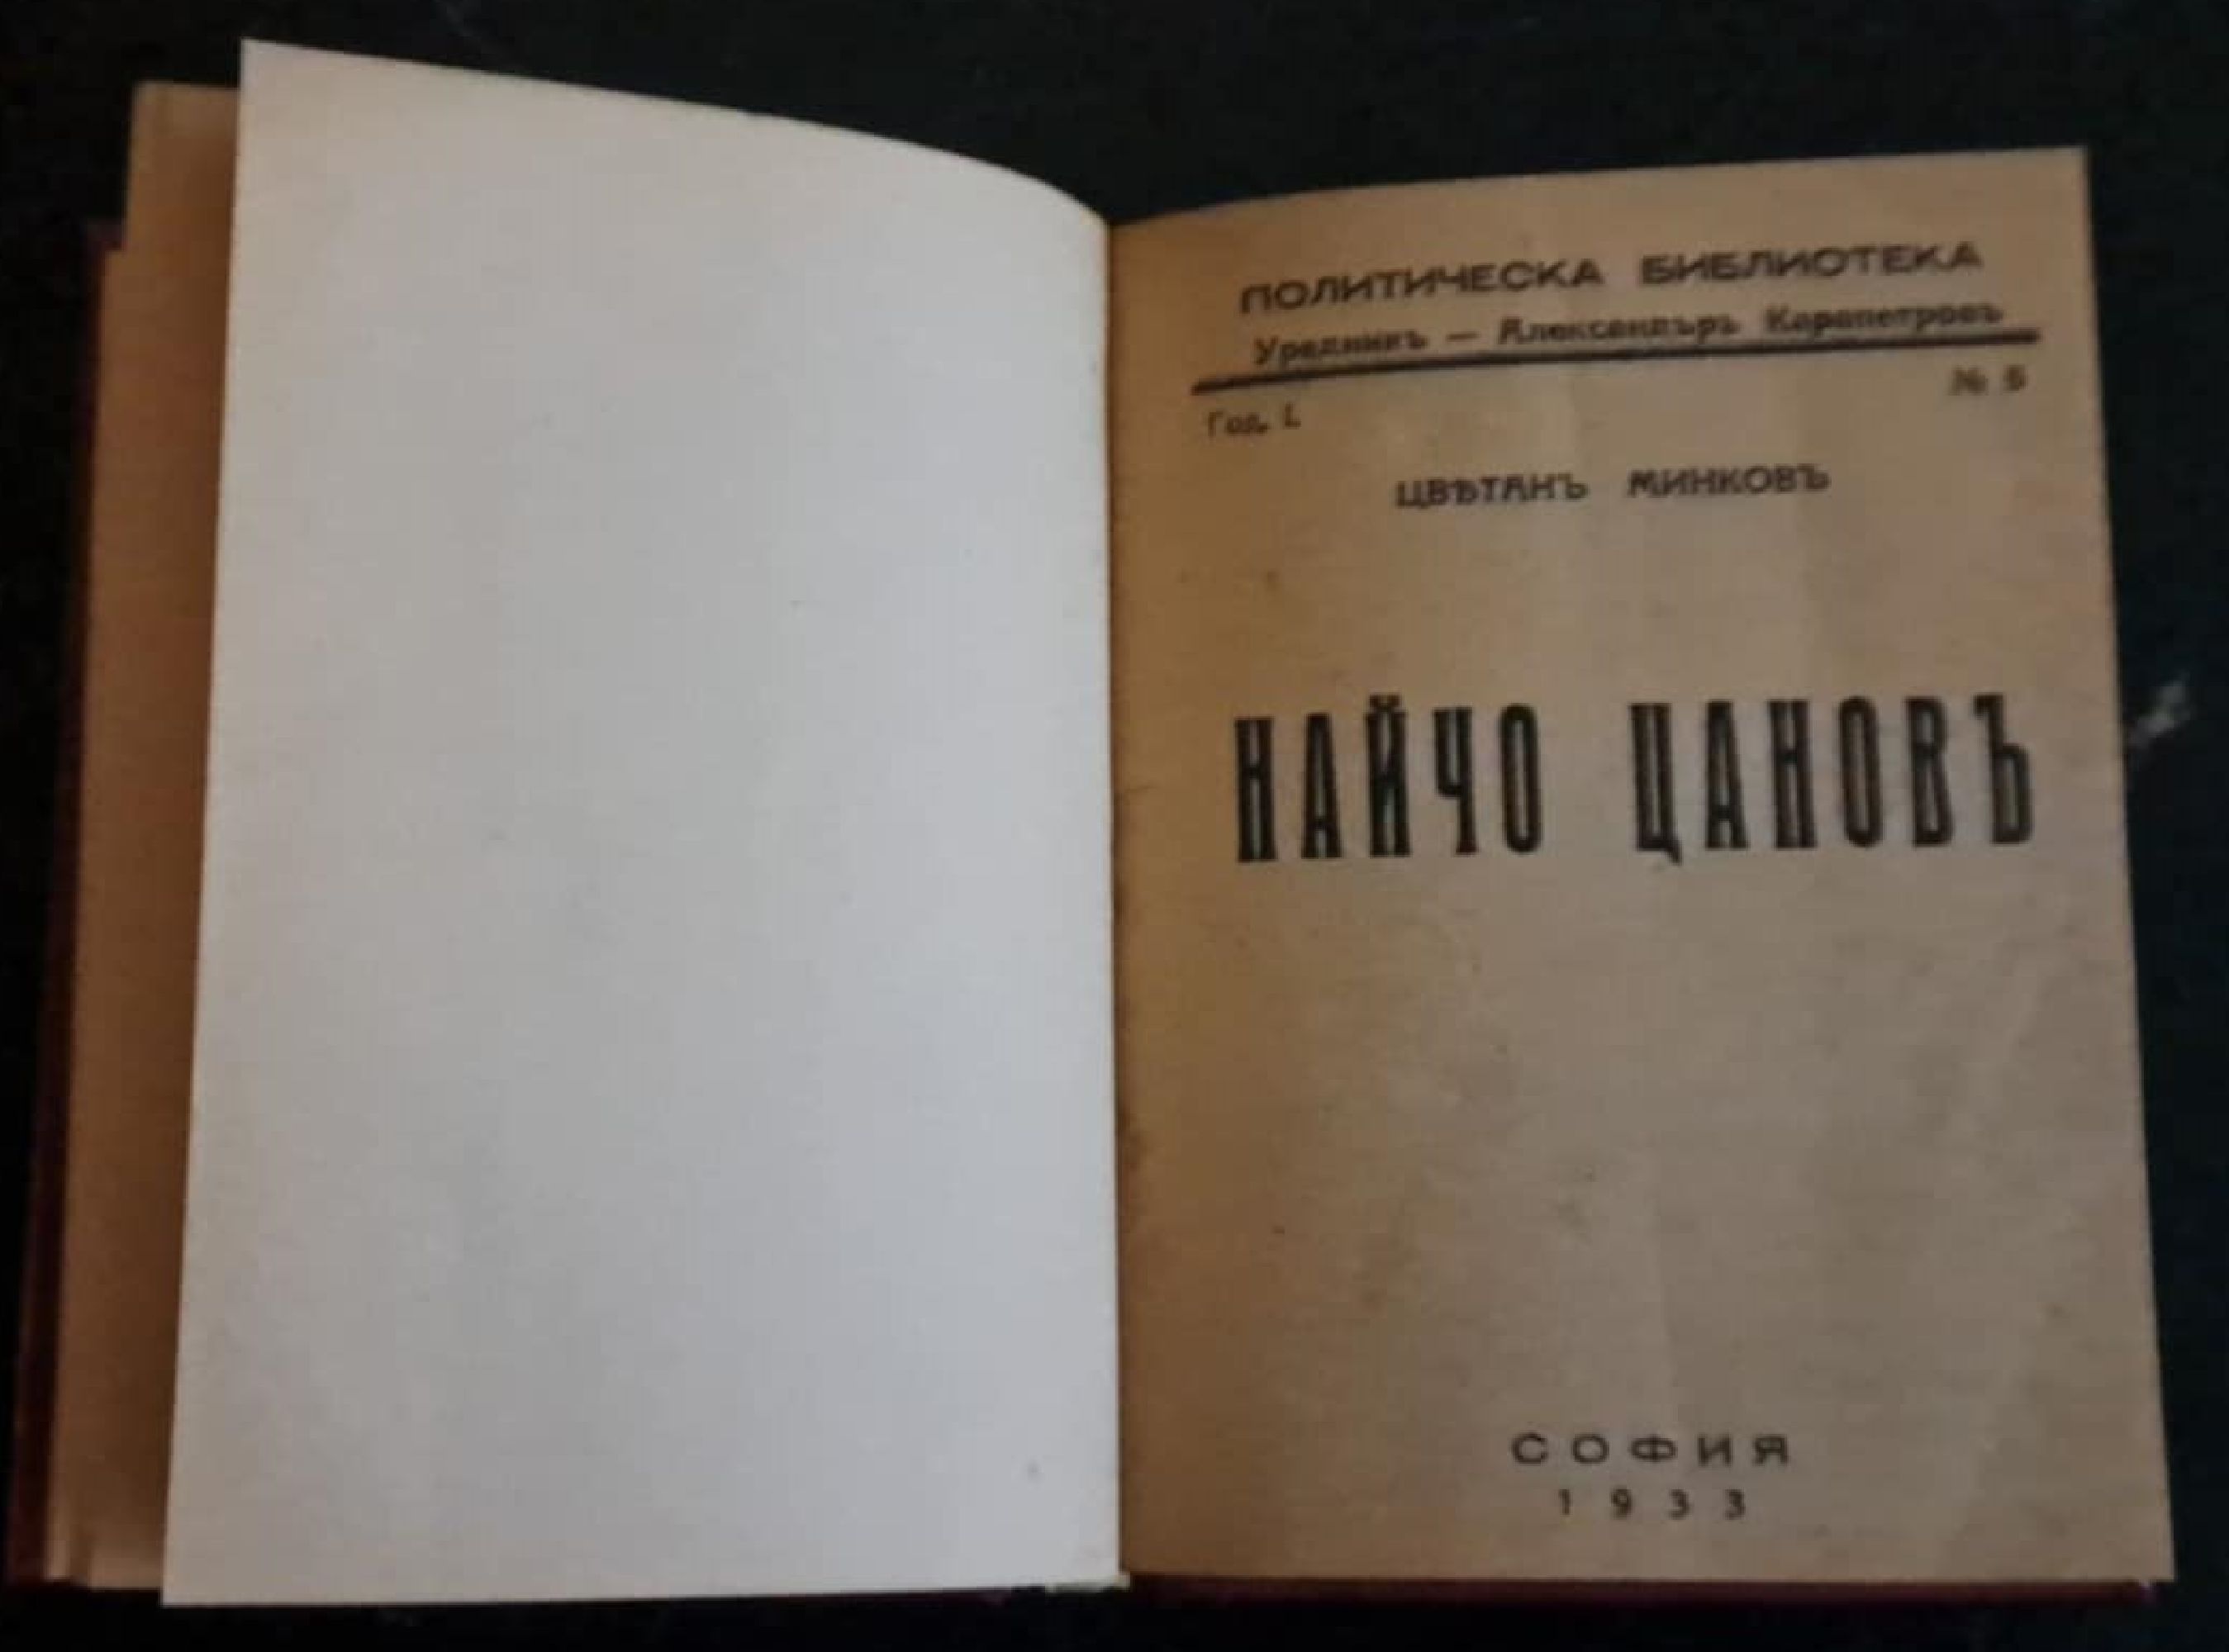 ПОЛИТИЧЕСКА БИБЛИОТЕКА
Уредникъ — Александъръ Карапетровъ
Год. I.
№ 5
ЦВѢТАНЪ МИНКОВЪ
НАЙЧО ЦАНОВЪ
СОФИЯ
1933